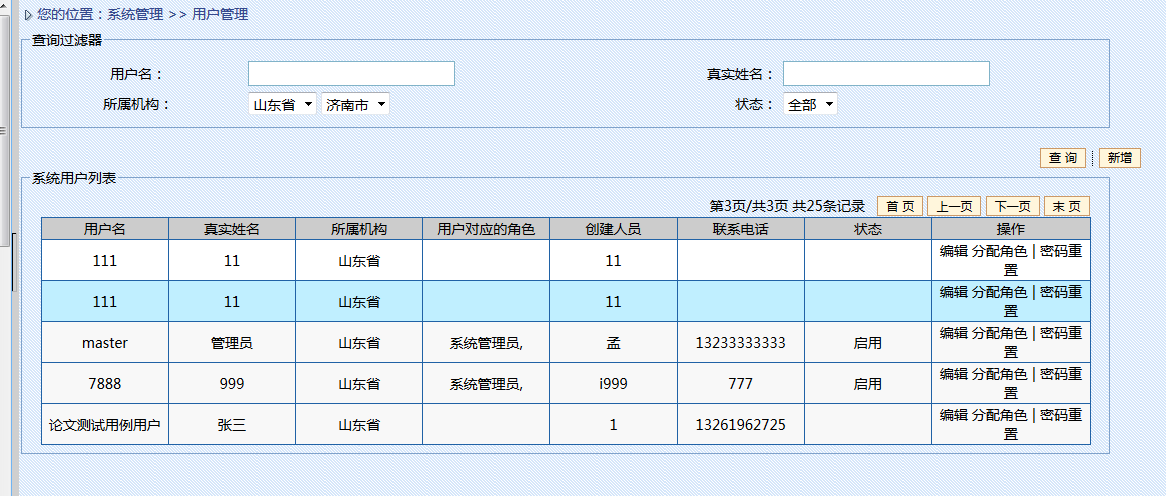 您的位置：系统管理 >> 用户管理
查询过滤器
用户名： 真实姓名：
所属机构： 山东省 济南市 状态： 全部
查 询 新增
系统用户列表
第3页/共3页 共25条记录 首 页 上一页 下一页 末 页
用户名 真实姓名 所属机构 用户对应的角色 创建人员 联系电话 状态 操作
111 11 山东省 11 编辑 分配角色 | 密码重
置
111 11 山东省 11 编辑 分配角色 | 密码重
置
master 管理员 山东省 系统管理员, 孟 13233333333 启用 编辑 分配角色 | 密码重
置
7888 999 山东省 系统管理员, i999 777 启用 编辑 分配角色 | 密码重
置
论文测试用例用户 张三 山东省 1 13261962725 编辑 分配角色 | 密码重
置